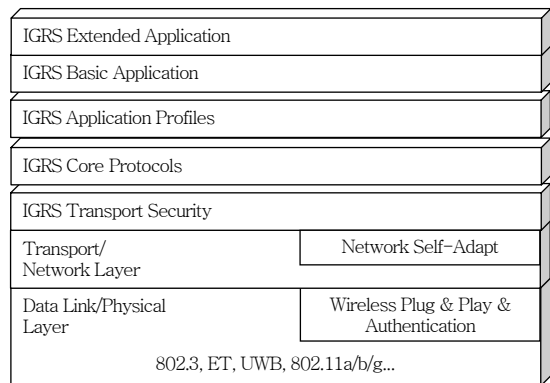 IGRS Extended Application
IGRS Basic Application
IGRS Application Profiles
IGRS Core Protocols
IGRS Transport Security
Transport/
Network Layer
Network Self-Adapt
Data Link/Physical
Layer
Wireless Plug & Play &
Authentication
802.3, ET, UWB, 802.11a/b/g...